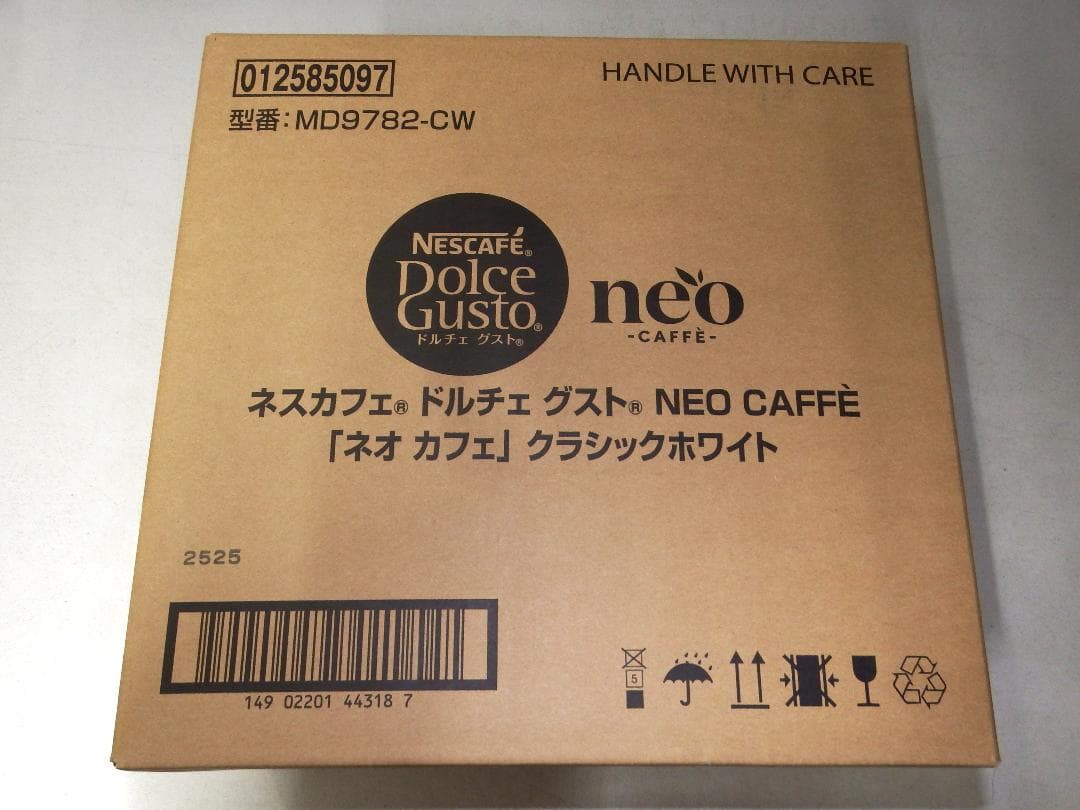 012585097
HANDLE WITH CARE
型番:MD9782-CW
NESCAFÉ®
Dolce
Gusto®
ドルチェ グスト®
neo
-CAFFÈ-
ネスカフェ® ドルチェ グスト® NEO CAFFÈ
「ネオ カフェ」クラシックホワイト
2525
5
149 02201 44318 7